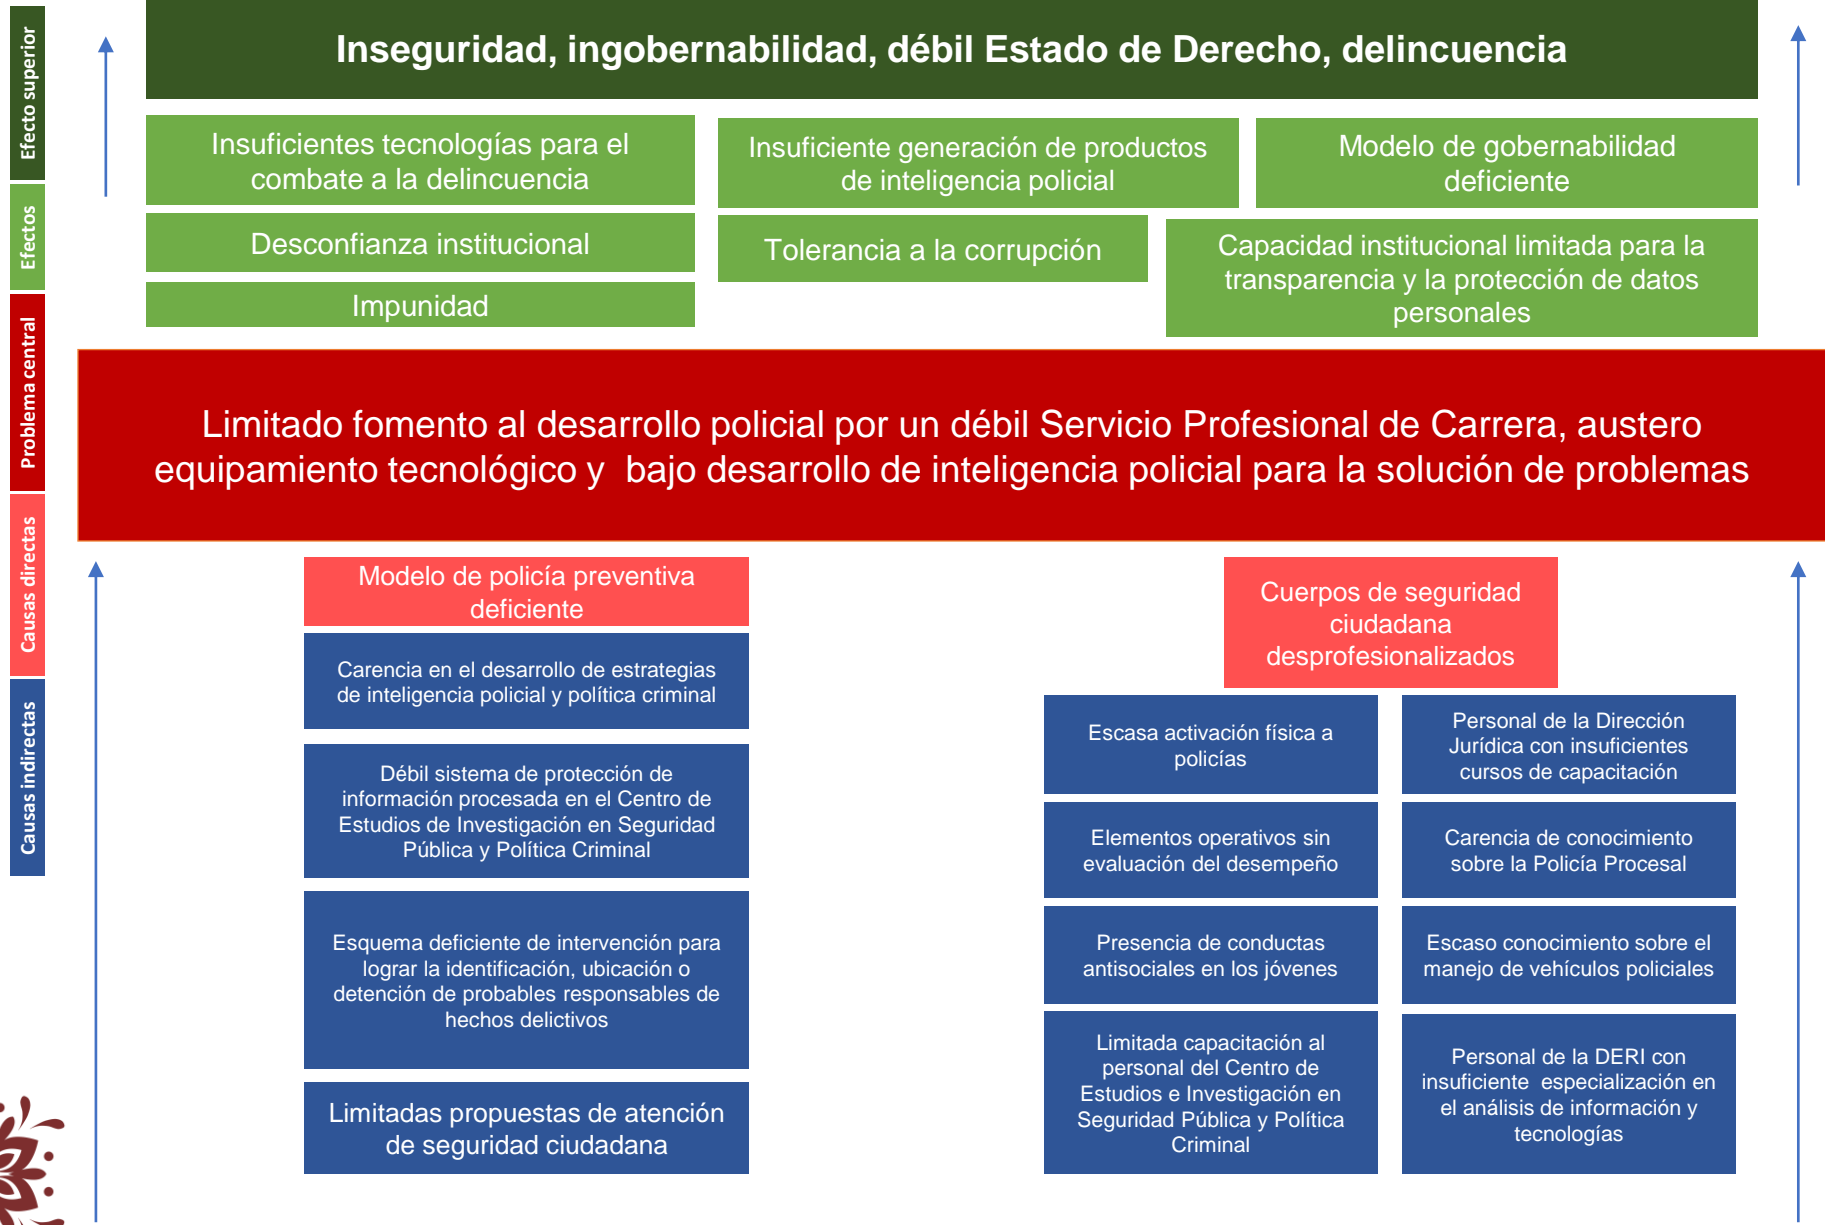 Efecto superior
Inseguridad, ingobernabilidad, débil Estado de Derecho, delincuencia
Efectos
Insuficientes tecnologías para el
combate a la delincuencia
Insuficiente generación de productos
de inteligencia policial
Modelo de gobernabilidad
deficiente
Desconfianza institucional
Tolerancia a la corrupción
Capacidad institucional limitada para la
transparencia y la protección de datos
personales
Impunidad
Problema central
Limitado fomento al desarrollo policial por un débil Servicio Profesional de Carrera, austero
equipamiento tecnológico y  bajo desarrollo de inteligencia policial para la solución de problemas
Causas directas
Modelo de policía preventiva
deficiente
Cuerpos de seguridad
ciudadana
desprofesionalizados
Causas indirectas
Carencia en el desarrollo de estrategias
de inteligencia policial y política criminal
Débil sistema de protección de
información procesada en el Centro de
Estudios de Investigación en Seguridad
Pública y Política Criminal
Esquema deficiente de intervención para
lograr la identificación, ubicación o
detención de probables responsables de
hechos delictivos
Limitadas propuestas de atención
de seguridad ciudadana
Escasa activación física a
policías
Personal de la Dirección
Jurídica con insuficientes
cursos de capacitación
Elementos operativos sin
evaluación del desempeño
Carencia de conocimiento
sobre la Policía Procesal
Presencia de conductas
antisociales en los jóvenes
Escaso conocimiento sobre el
manejo de vehículos policiales
Limitada capacitación al
personal del Centro de
Estudios e Investigación en
Seguridad Pública y Política
Criminal
Personal de la DERI con
insuficiente  especialización en
el análisis de información y
tecnologías